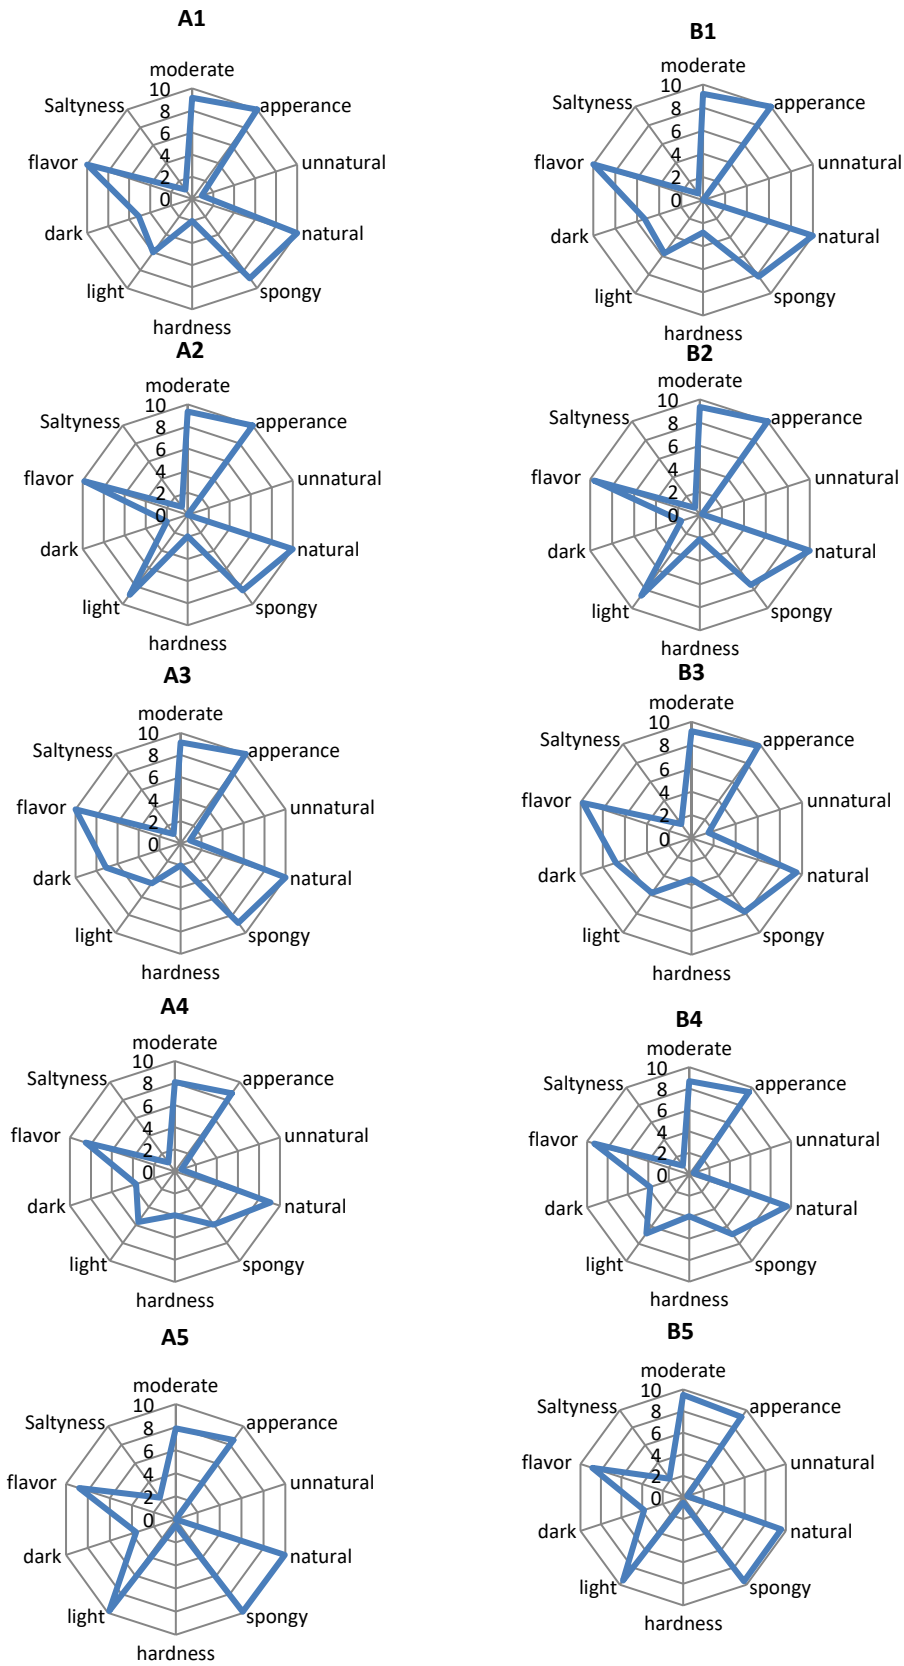 A1
moderate
10
8
6
4
2
0
apperance
unnatural
natural
spongy
hardness
light
dark
flavor
Saltyness
B1
moderate
10
8
6
4
2
0
apperance
unnatural
natural
spongy
hardness
light
dark
flavor
Saltyness
A2
moderate
10
8
6
4
2
0
apperance
unnatural
natural
spongy
hardness
light
dark
flavor
Saltyness
B2
moderate
10
8
6
4
2
0
apperance
unnatural
natural
spongy
hardness
light
dark
flavor
Saltyness
A3
moderate
10
8
6
4
2
0
apperance
unnatural
natural
spongy
hardness
light
dark
flavor
Saltyness
B3
moderate
10
8
6
4
2
0
apperance
unnatural
natural
spongy
hardness
light
dark
flavor
Saltyness
A4
moderate
10
8
6
4
2
0
apperance
unnatural
natural
spongy
hardness
light
dark
flavor
Saltyness
B4
moderate
10
8
6
4
2
0
apperance
unnatural
natural
spongy
hardness
light
dark
flavor
Saltyness
A5
moderate
10
8
6
4
2
0
apperance
unnatural
natural
spongy
hardness
light
dark
flavor
Saltyness
B5
moderate
10
8
6
4
2
0
apperance
unnatural
natural
spongy
hardness
light
dark
flavor
Saltyness